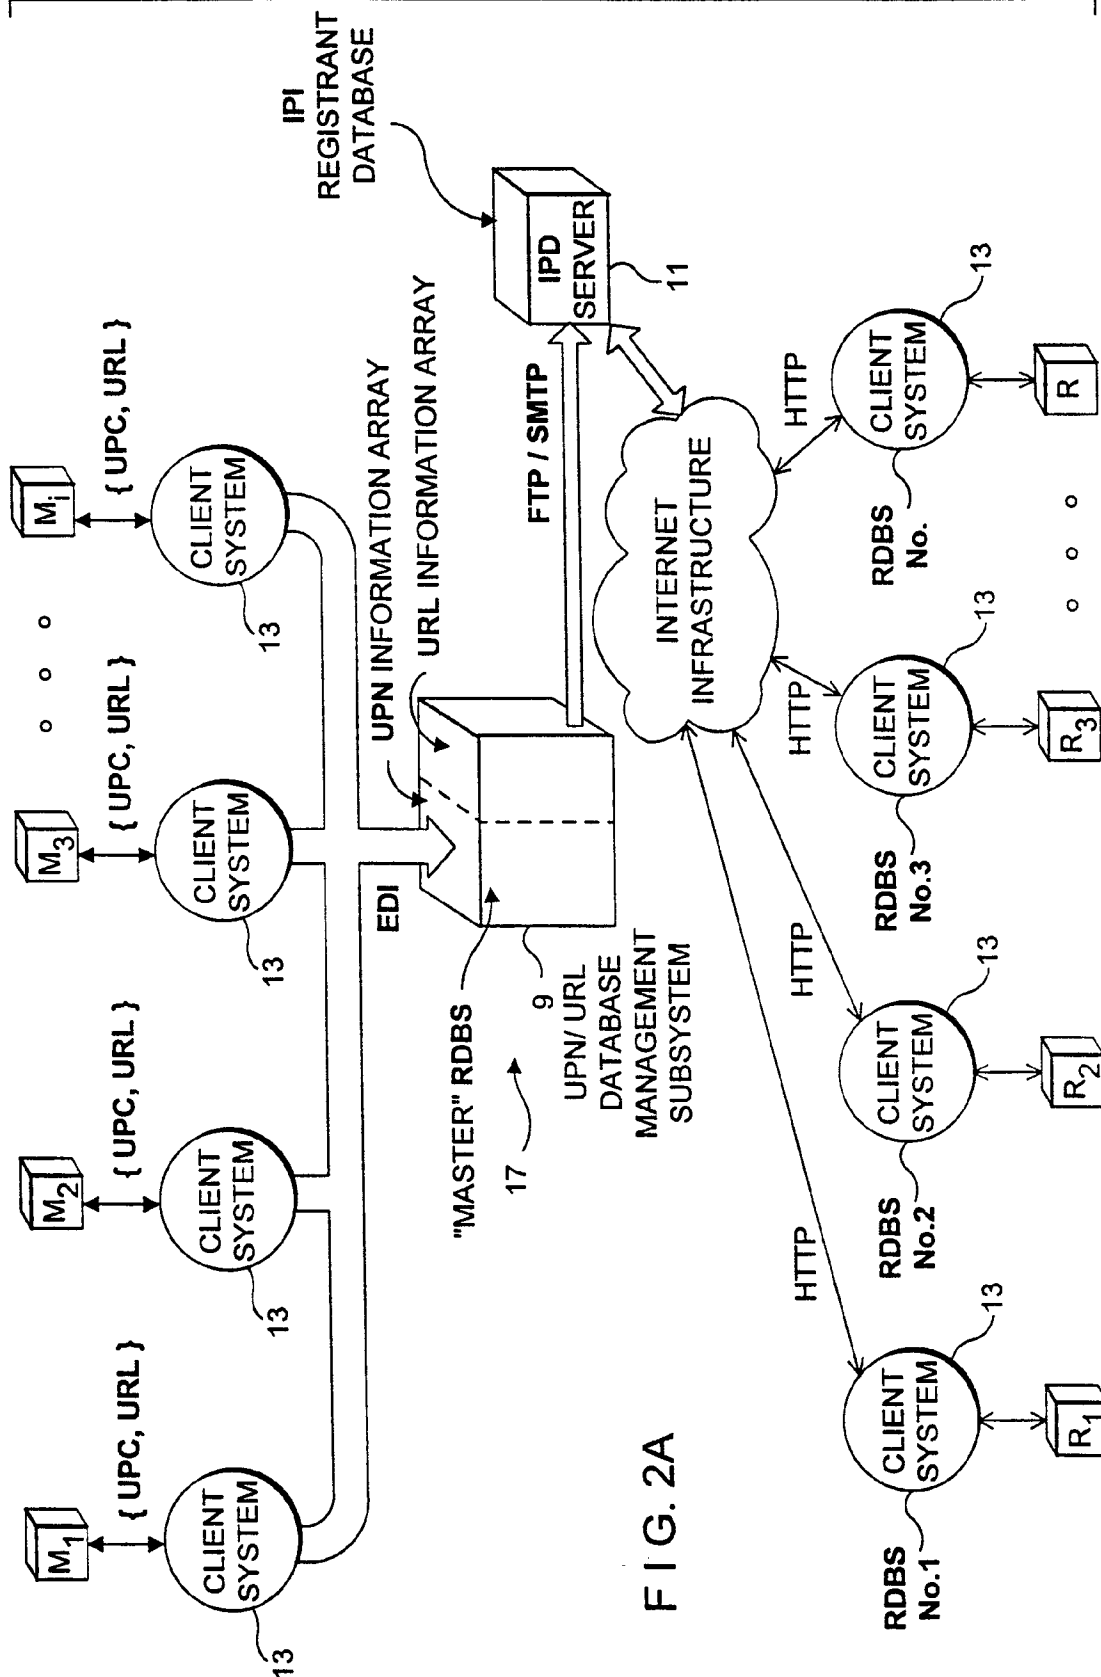 M1
M2
M3
Mi
{ UPC, URL }
{ UPC, URL }
{ UPC, URL }
{ UPC, URL }
CLIENT
SYSTEM
CLIENT
SYSTEM
CLIENT
SYSTEM
CLIENT
SYSTEM
13
13
13
13
IPI
REGISTRANT
DATABASE
EDI
UPN INFORMATION ARRAY
URL INFORMATION ARRAY
"MASTER" RDBS
17
9
UPN/ URL
DATABASE
MANAGEMENT
SUBSYSTEM
FTP / SMTP
IPD
SERVER
11
INTERNET
INFRASTRUCTURE
HTTP
HTTP
HTTP
HTTP
CLIENT
SYSTEM
13
CLIENT
SYSTEM
13
CLIENT
SYSTEM
13
CLIENT
SYSTEM
13
RDBS
No.1
RDBS
No.2
RDBS
No.3
RDBS
No.
R1
R2
R3
R
FIG. 2A